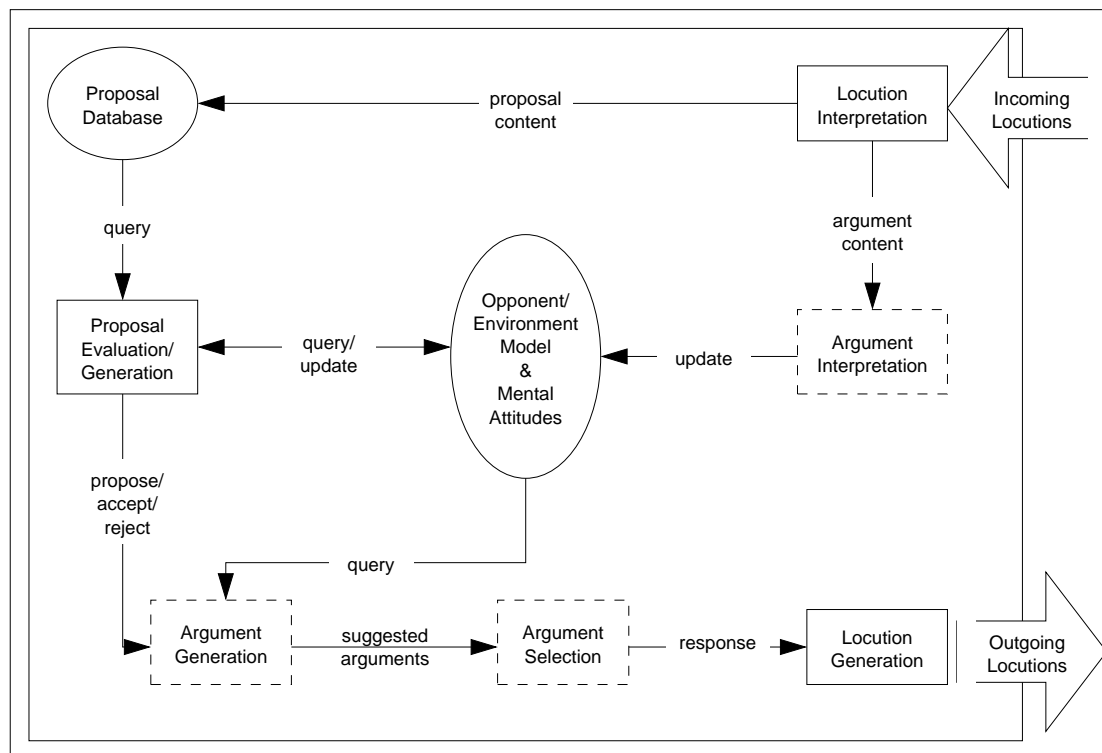 Proposal
Database
proposal
content
Locution
Interpretation
Incoming
Locutions
query
argument
content
Proposal
Evaluation/
Generation
query/
update
Opponent/
Environment
Model
&
Mental
Attitudes
update
Argument
Interpretation
propose/
accept/
reject
query
Argument
Generation
suggested
arguments
Argument
Selection
response
Locution
Generation
Outgoing
Locutions